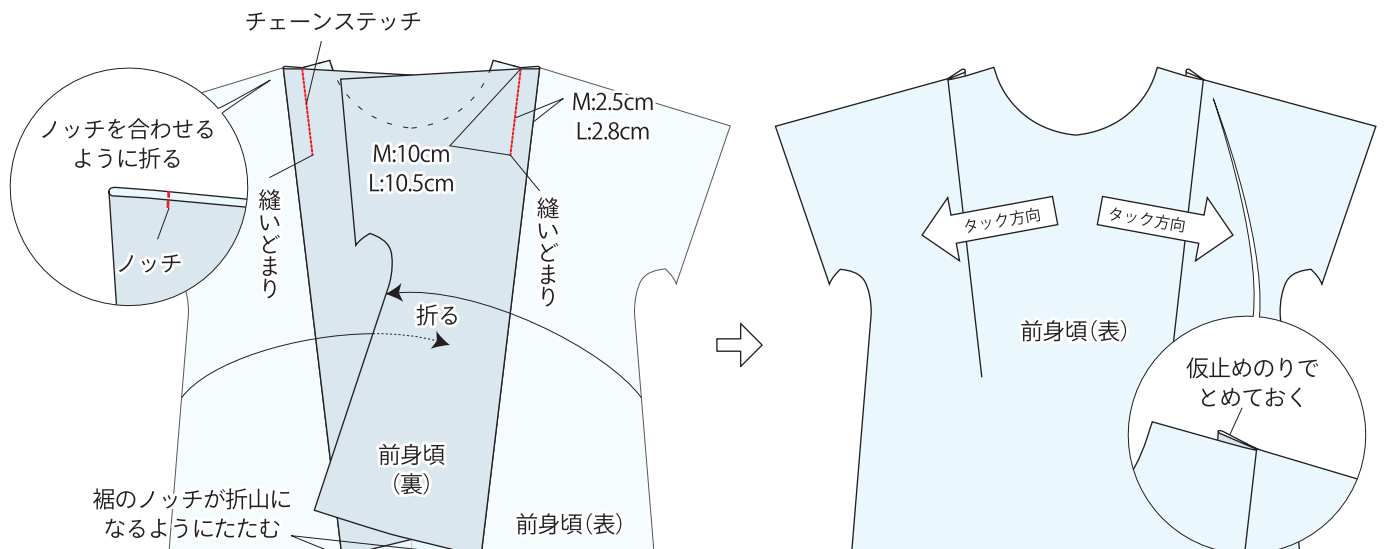 チェーンステッチ
ノッチを合わせる
ように折る
ノッチ
縫いどまり
M:10cm
L:10.5cm
M:2.5cm
L:2.8cm
縫いどまり
折る
前身頃
（裏）
裾のノッチが折山に
なるようにたたむ
前身頃（表）
タック方向
タック方向
前身頃（表）
仮止めのりで
とめておく